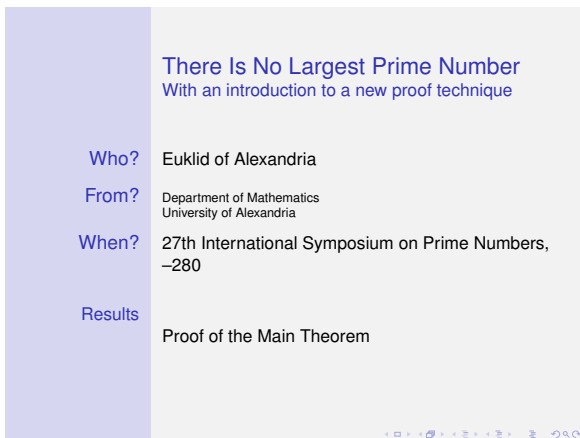 There Is No Largest Prime Number
With an introduction to a new proof technique
Who? Euklid of Alexandria
From? Department of Mathematics
University of Alexandria
When? 27th International Symposium on Prime Numbers,
–280
Results
Proof of the Main Theorem